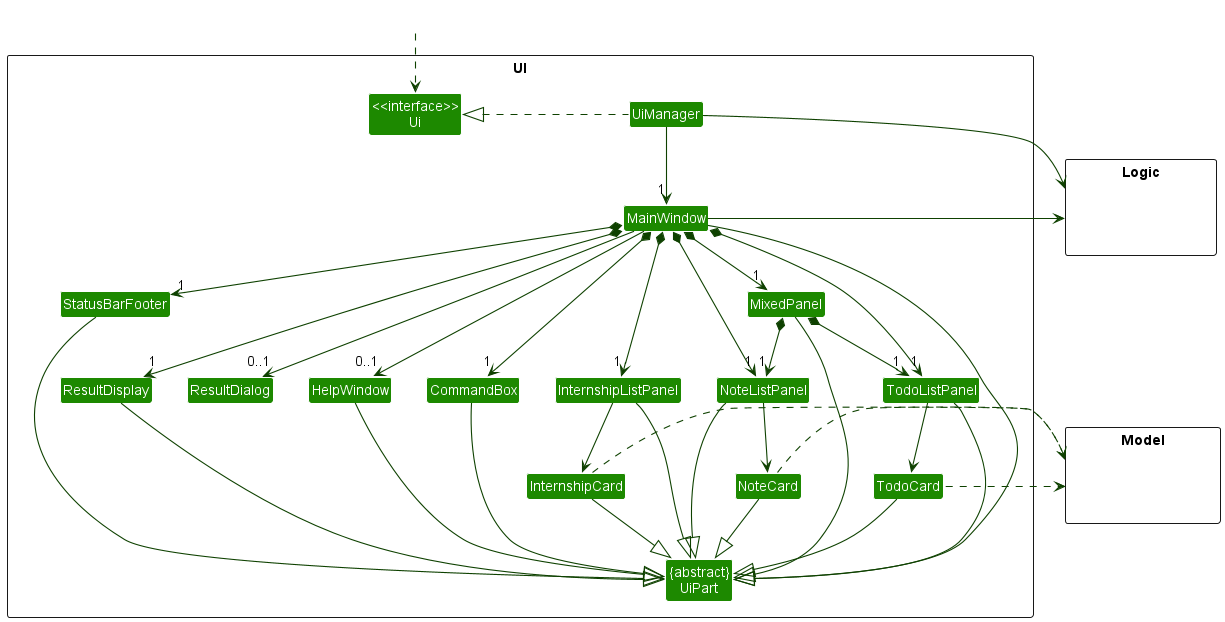 UI
<<interface>>
Ui
UiManager
Logic
1
MainWindow
1
1
StatusBarFooter
MixedPanel
1
0..1
0..1
1
1
1
1
1
1
ResultDisplay
ResultDialog
HelpWindow
CommandBox
InternshipListPanel
NoteListPanel
TodoListPanel
Model
InternshipCard
NoteCard
TodoCard
{abstract}
UiPart